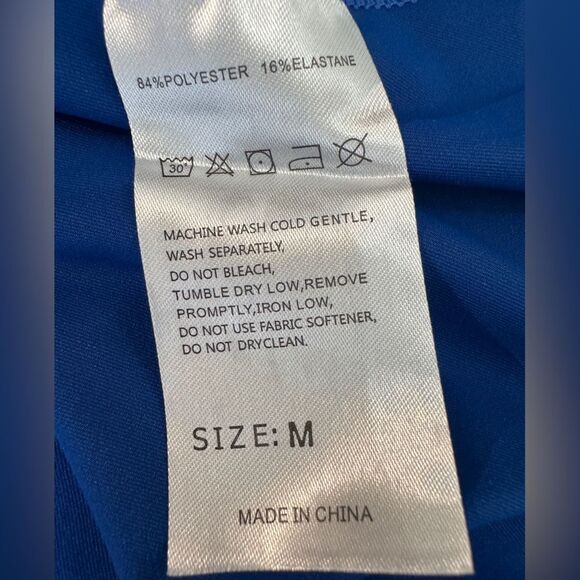 84%POLYESTER 16%ELASTANE
30°
MACHINE WASH COLD GENTLE,
WASH SEPARATELY,
DO NOT BLEACH,
TUMBLE DRY LOW,REMOVE
PROMPTLY,IRON LOW,
DO NOT USE FABRIC SOFTENER,
DO NOT DRYCLEAN.
SIZE: M
MADE IN CHINA